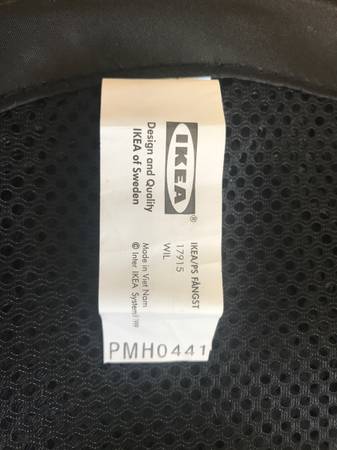 IKEA®
Design and Quality
IKEA of Sweden
IKEA/PS FÅNGST
17915
WIL
Made in Viet Nam
© Inter IKEA System
PMH0441